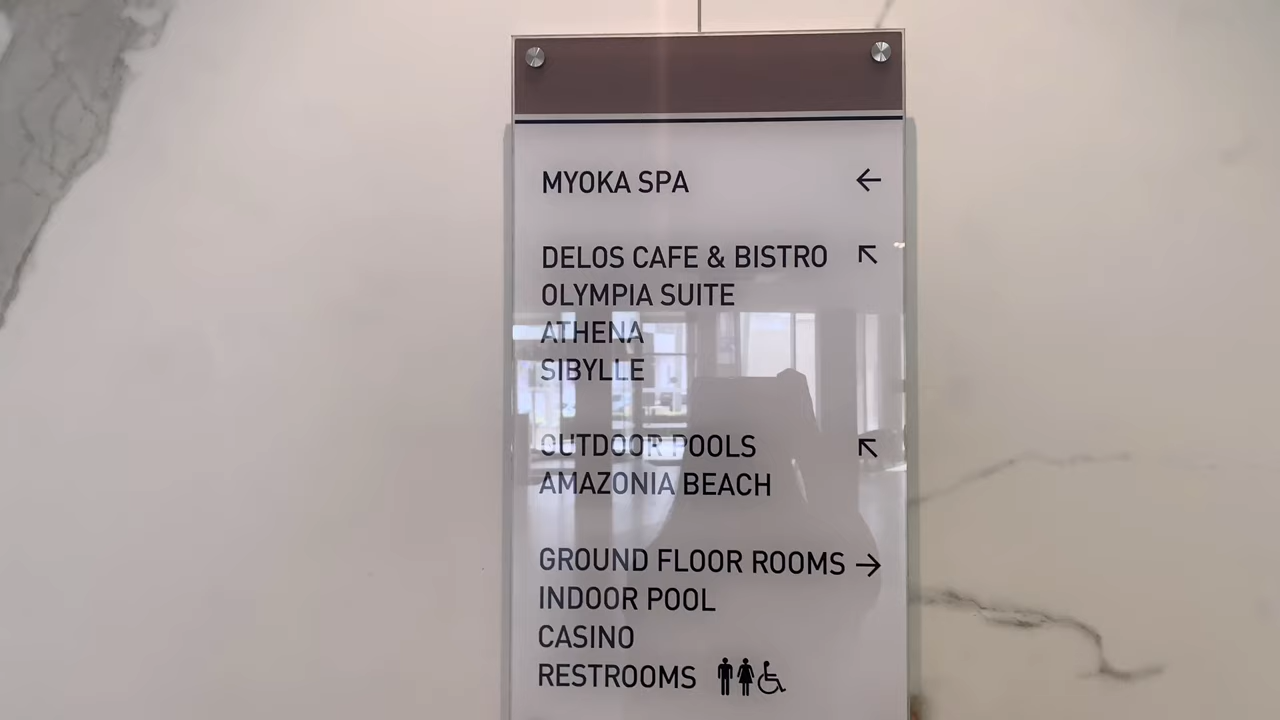 MYOKA SPA ←
DELOS CAFE & BISTRO ↖
OLYMPIA SUITE
ATHENA
SIBYLLE
OUTDOOR POOLS ↖
AMAZONIA BEACH
GROUND FLOOR ROOMS →
INDOOR POOL
CASINO
RESTROOMS